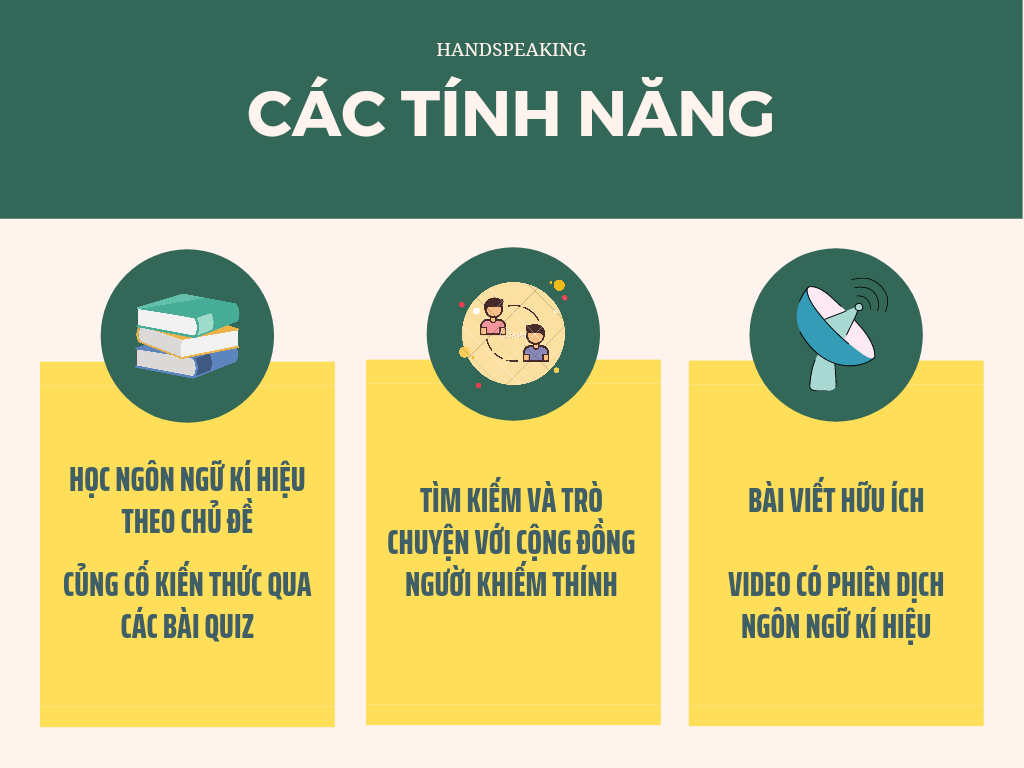 HANDSPEAKING
CÁC TÍNH NĂNG
HỌC NGÔN NGỮ KÍ HIỆU
THEO CHỦ ĐỀ
CỦNG CỐ KIẾN THỨC QUA
CÁC BÀI QUIZ
TÌM KIẾM VÀ TRÒ
CHUYỆN VỚI CỘNG ĐỒNG
NGƯỜI KHIẾM THÍNH
BÀI VIẾT HỮU ÍCH
VIDEO CÓ PHIÊN DỊCH
NGÔN NGỮ KÍ HIỆU